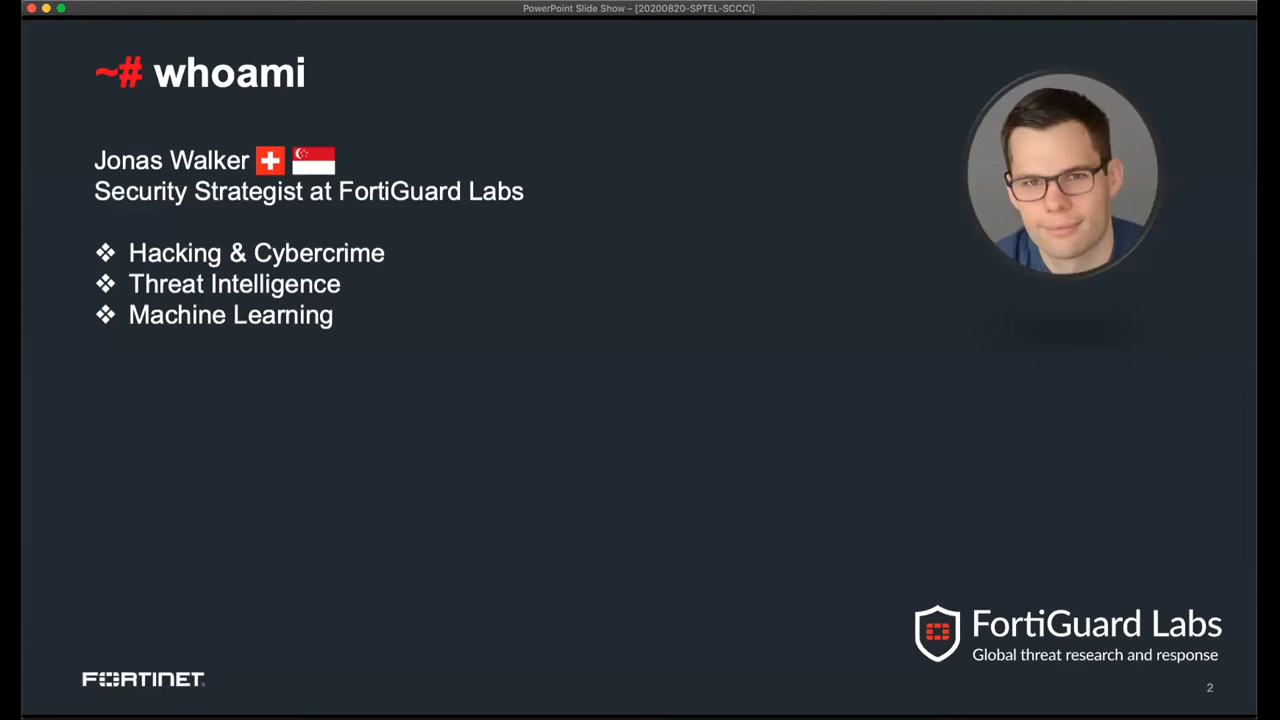 PowerPoint Slide Show – [20200820-SPTEL-SCCCI]
~# whoami
Jonas Walker
Security Strategist at FortiGuard Labs
❖ Hacking & Cybercrime
❖ Threat Intelligence
❖ Machine Learning
FortiGuard Labs
Global threat research and response
FORTINET
2